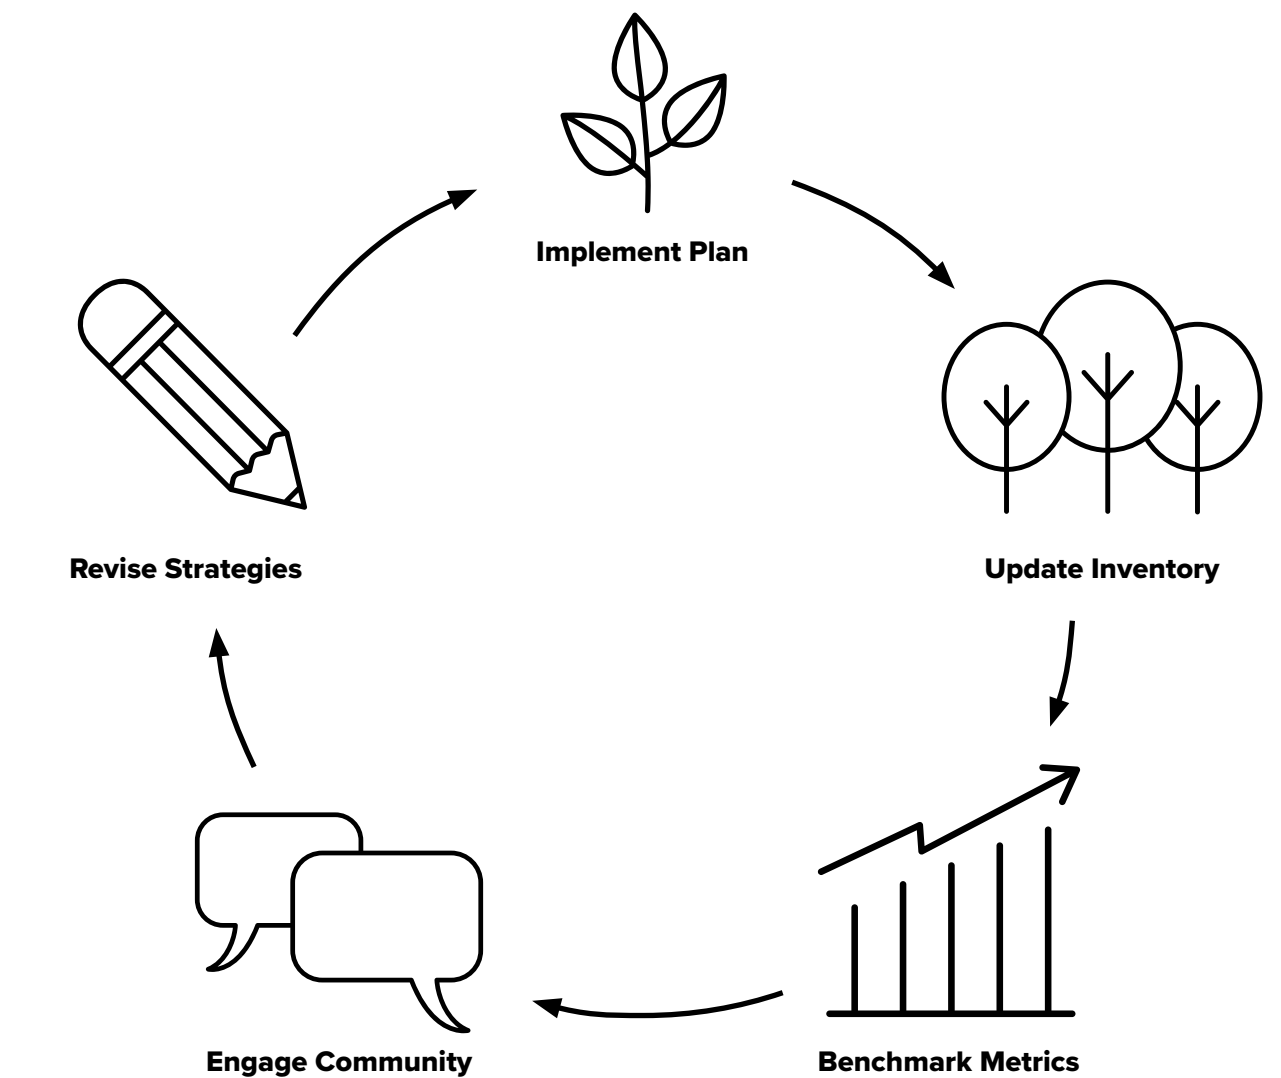 Implement Plan
Update Inventory
Benchmark Metrics
Engage Community
Revise Strategies